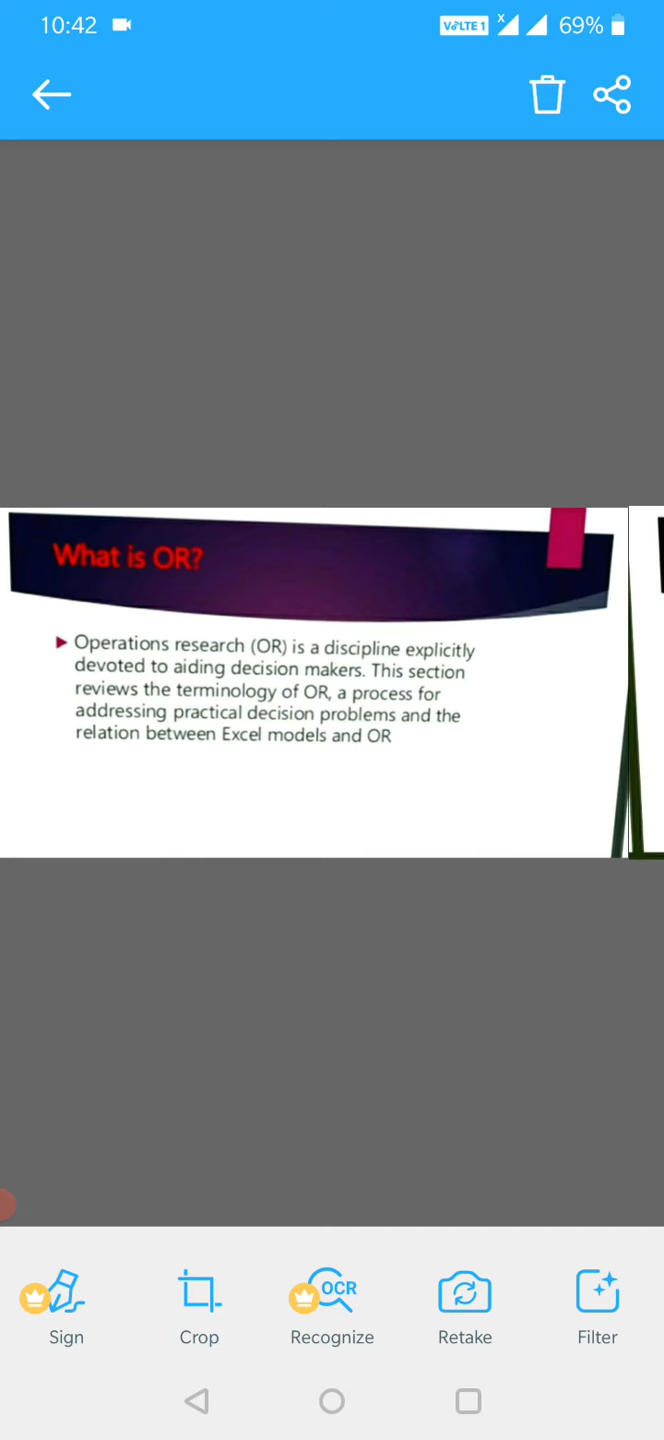 10:42
VoLTE 1
x
69%
What is OR?
Operations research (OR) is a discipline explicitly
devoted to aiding decision makers. This section
reviews the terminology of OR, a process for
addressing practical decision problems and the
relation between Excel models and OR
OCR
Sign
Crop
Recognize
Retake
Filter